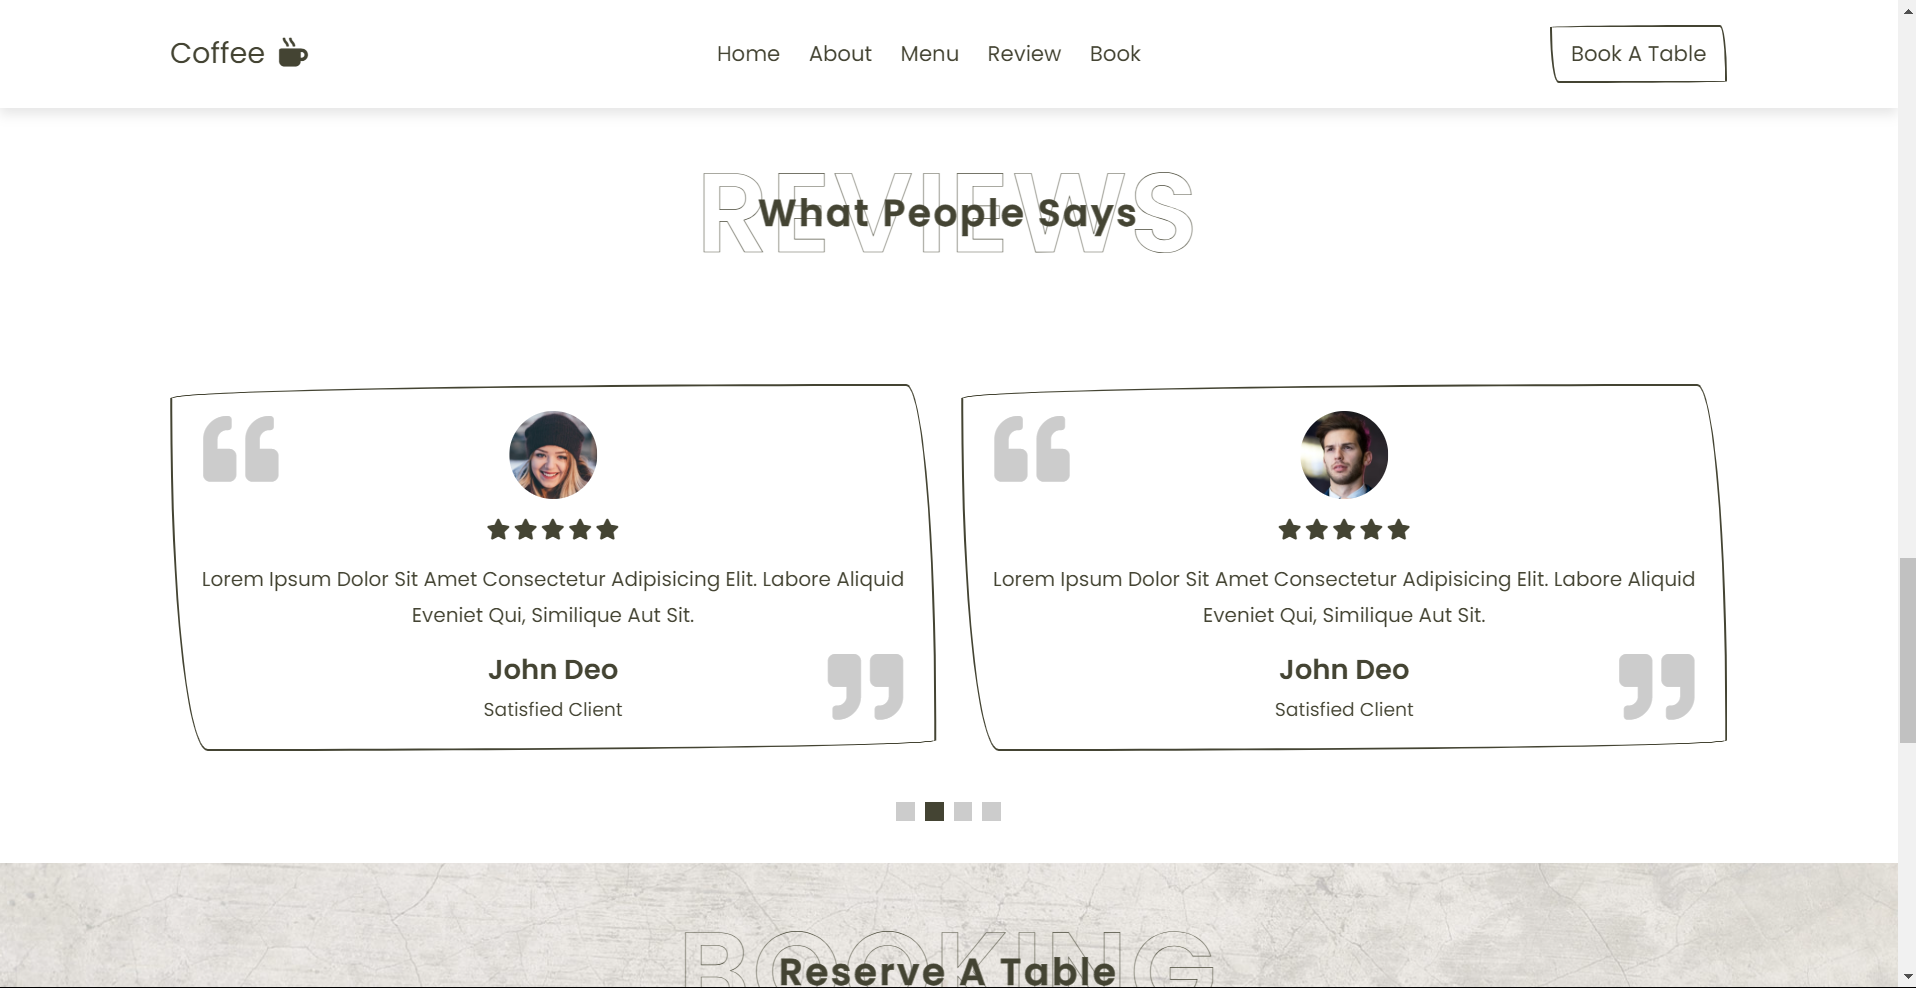 Coffee
Home About Menu Review Book
Book A Table
REVIEWS
What People Says
Lorem Ipsum Dolor Sit Amet Consectetur Adipisicing Elit. Labore Aliquid
Eveniet Qui, Similique Aut Sit.
John Deo
Satisfied Client
Lorem Ipsum Dolor Sit Amet Consectetur Adipisicing Elit. Labore Aliquid
Eveniet Qui, Similique Aut Sit.
John Deo
Satisfied Client
BOOKING
Reserve A Table